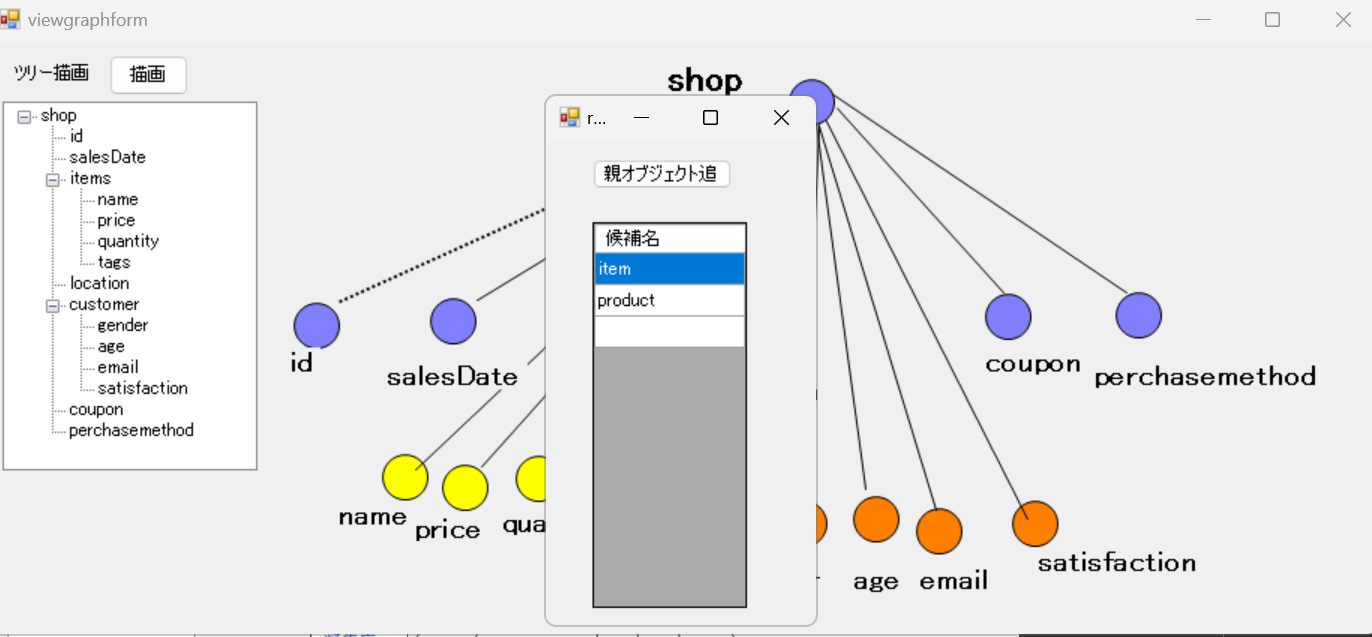 viewgraphform
ツリー描画
描画
shop
id
salesDate
items
name
price
quantity
tags
location
customer
gender
age
email
satisfaction
coupon
perchasemethod
shop
r...
親オブジェクト追
候補名
item
product
id
salesDate
coupon
perchasemethod
name
price
qua
age
email
satisfaction